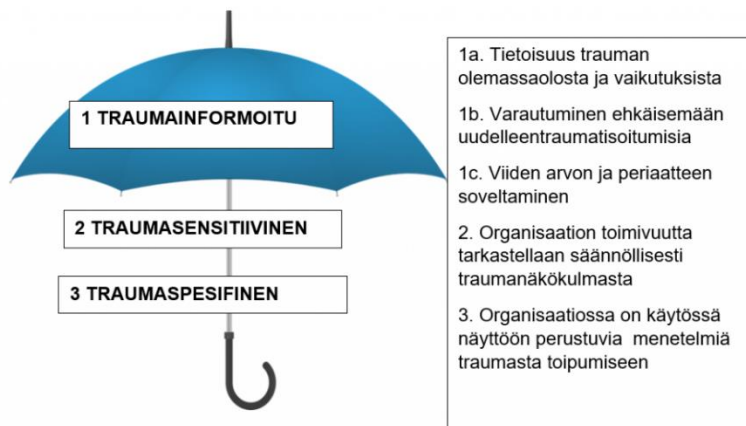 1 TRAUMAINFORMOITU
2 TRAUMASENSITIIVINEN
3 TRAUMASPESIFINEN
1a. Tietoisuus trauman
olemassaolosta ja vaikutuksista
1b. Varautuminen ehkäisemään
uudelleentraumatisoitumisia
1c. Viiden arvon ja periaatteen
soveltaminen
2. Organisaation toimivuutta
tarkastellaan säännöllisesti
traumanäkökulmasta
3. Organisaatiossa on käytössä
näyttöön perustuvia menetelmiä
traumasta toipumiseen